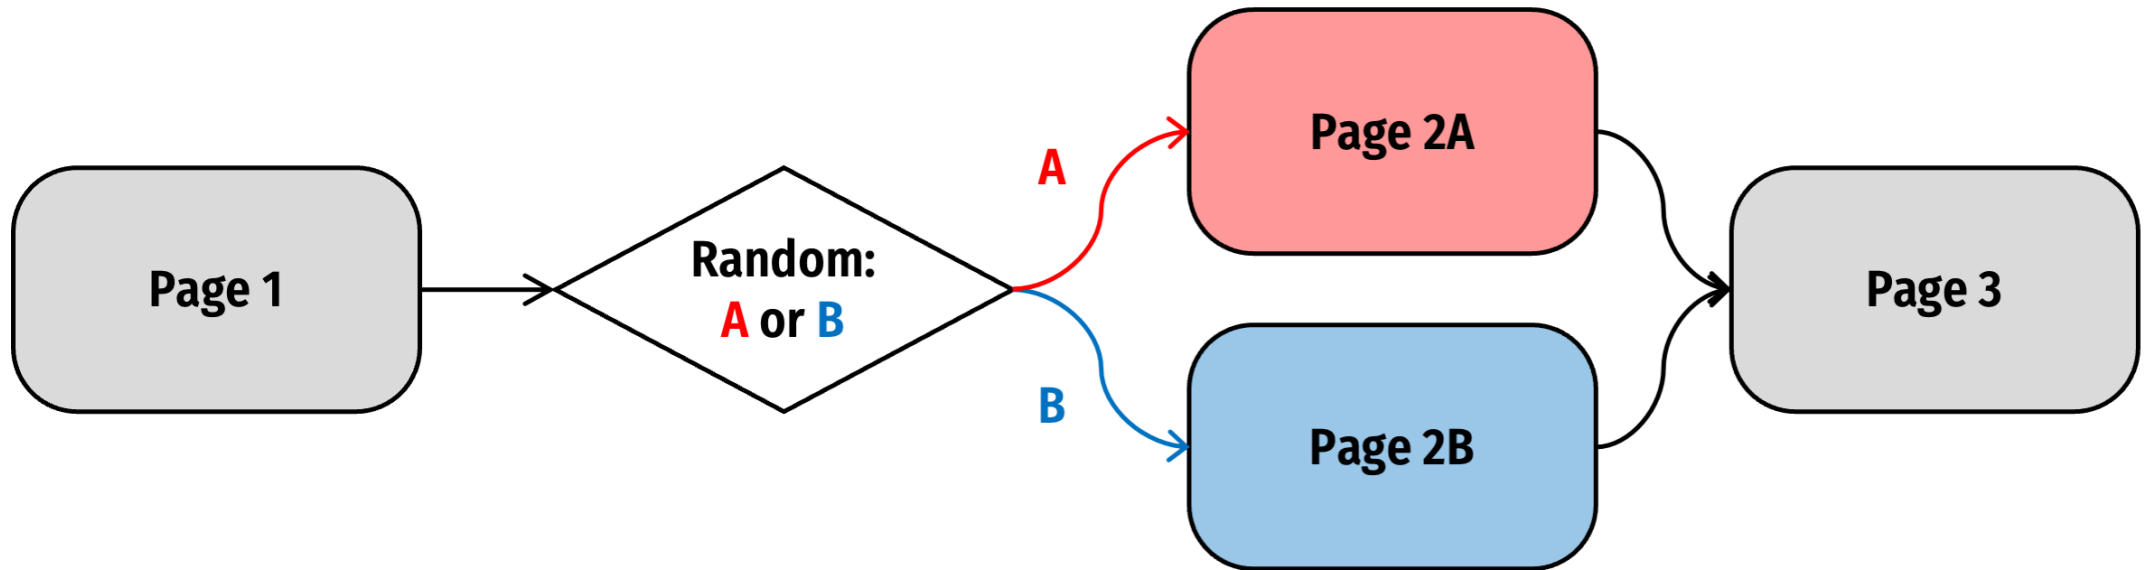 Page 1
Random:
A or B
A
B
Page 2A
Page 2B
Page 3